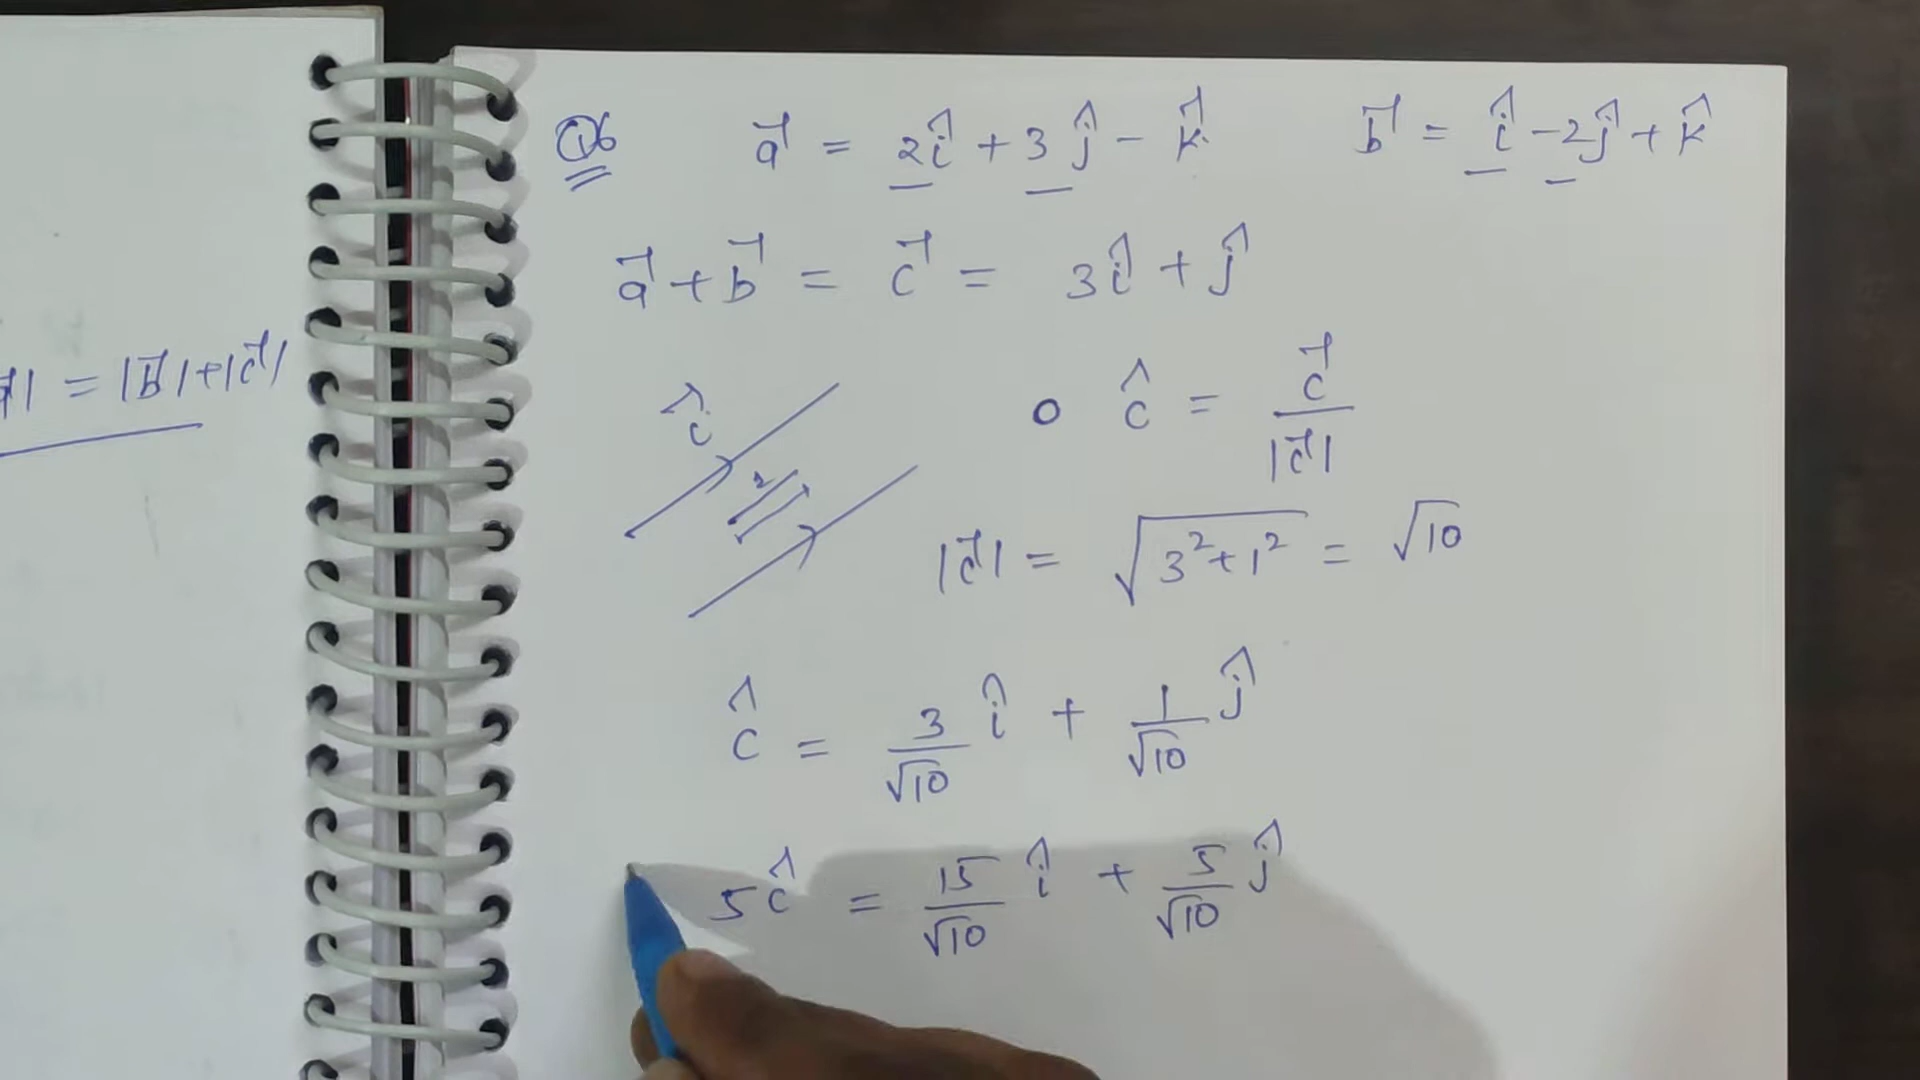 |a⃗| = |b⃗|+|c⃗|
Q6 a⃗ = 2î + 3ĵ - k̂ b⃗ = î - 2ĵ + k̂
a⃗ + b⃗ = c⃗ = 3î + ĵ
ĉ ĉ = c⃗/|c⃗|
|c⃗| = √(3²+1²) = √10
ĉ = 3/√10 î + 1/√10 ĵ
5ĉ = 15/√10 î + 5/√10 ĵ